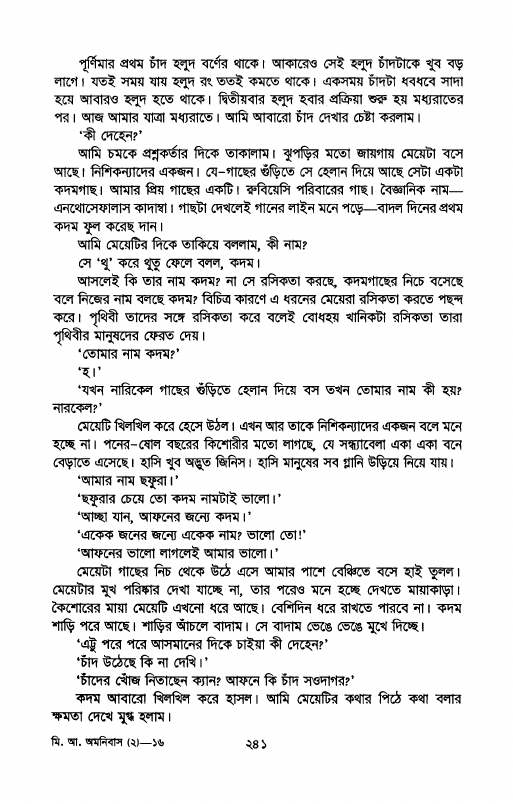 পূর্ণিমার প্রথম চাঁদ হলুদ বর্ণের থাকে। আকারেও সেই হলুদ চাঁদটাকে খুব বড়
লাগে। যতই সময় যায় হলুদ রং ততই কমতে থাকে। একসময় চাঁদটা ধবধবে সাদা
হয়ে আবারও হলুদ হতে থাকে। দ্বিতীয়বার হলুদ হবার প্রক্রিয়া শুরু হয় মধ্যরাতের
পর। আজ আমার যাত্রা মধ্যরাতে। আমি আবারো চাঁদ দেখার চেষ্টা করলাম।
'কী দেহেন?'
আমি চমকে প্রশ্নকর্তার দিকে তাকালাম। ঝুপড়ির মতো জায়গায় মেয়েটা বসে
আছে। নিশিকন্যাদের একজন। যে-গাছের গুঁড়িতে সে হেলান দিয়ে আছে সেটা একটা
কদমগাছ। আমার প্রিয় গাছের একটি। রুবিয়েসি পরিবারের গাছ। বৈজ্ঞানিক নাম—
এনথোসেফালাস কাদাম্বা। গাছটা দেখলেই গানের লাইন মনে পড়ে—বাদল দিনের প্রথম
কদম ফুল করেছ দান।
আমি মেয়েটির দিকে তাকিয়ে বললাম, কী নাম?
সে 'থু' করে থুতু ফেলে বলল, কদম।
আসলেই কি তার নাম কদম? না সে রসিকতা করছে, কদমগাছের নিচে বসেছে
বলে নিজের নাম বলছে কদম? বিচিত্র কারণে এ ধরনের মেয়েরা রসিকতা করতে পছন্দ
করে। পৃথিবী তাদের সঙ্গে রসিকতা করে বলেই বোধহয় খানিকটা রসিকতা তারা
পৃথিবীর মানুষদের ফেরত দেয়।
'তোমার নাম কদম?'
'হ।'
'যখন নারিকেল গাছের গুঁড়িতে হেলান দিয়ে বস তখন তোমার নাম কী হয়?
নারকেল?'
মেয়েটি খিলখিল করে হেসে উঠল। এখন আর তাকে নিশিকন্যাদের একজন বলে মনে
হচ্ছে না। পনের-ষোল বছরের কিশোরীর মতো লাগছে, যে সন্ধ্যাবেলা একা একা বনে
বেড়াতে এসেছে। হাসি খুব অদ্ভুত জিনিস। হাসি মানুষের সব গ্লানি উড়িয়ে নিয়ে যায়।
'আমার নাম ছফুরা।'
'ছফুরার চেয়ে তো কদম নামটাই ভালো।'
'আচ্ছা যান, আফনের জন্যে কদম।'
'একেক জনের জন্যে একেক নাম? ভালো তো!'
'আফনের ভালো লাগলেই আমার ভালো।'
মেয়েটা গাছের নিচ থেকে উঠে এসে আমার পাশে বেঞ্চিতে বসে হাই তুলল।
মেয়েটার মুখ পরিষ্কার দেখা যাচ্ছে না, তার পরেও মনে হচ্ছে দেখতে মায়াকাড়া।
কৈশোরের মায়া মেয়েটি এখনো ধরে আছে। বেশিদিন ধরে রাখতে পারবে না। কদম
শাড়ি পরে আছে। শাড়ির আঁচলে বাদাম। সে বাদাম ভেঙে ভেঙে মুখে দিচ্ছে।
'এট্টু পরে পরে আসমানের দিকে চাইয়া কী দেহেন?'
'চাঁদ উঠেছে কি না দেখি।'
'চাঁদের খোঁজ নিতাছেন ক্যান? আফনে কি চাঁদ সওদাগর?'
কদম আবারো খিলখিল করে হাসল। আমি মেয়েটির কথার পিঠে কথা বলার
ক্ষমতা দেখে মুগ্ধ হলাম।
মি. আ. অমনিবাস (২)—১৬
২৪১